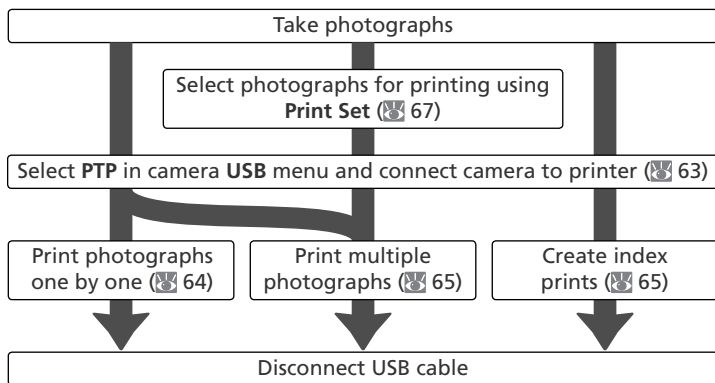 Take photographs
Select photographs for printing using
Print Set (67)
Select PTP in camera USB menu and connect camera to printer (63)
Print photographs
one by one (64)
Print multiple
photographs (65)
Create index
prints (65)
Disconnect USB cable